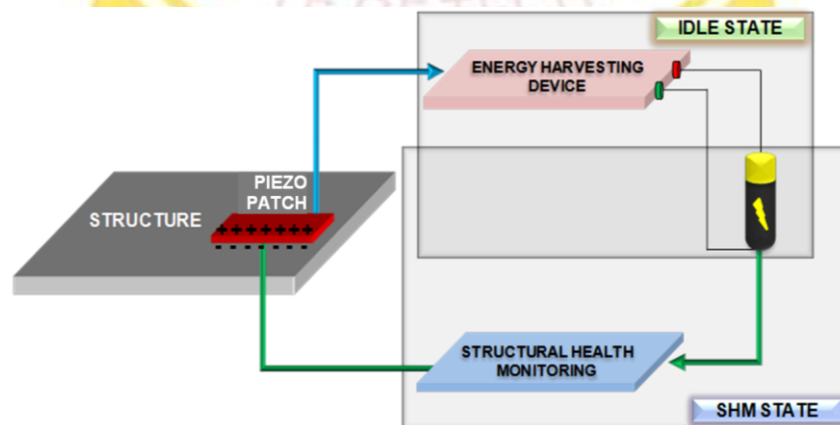 IDLE STATE
ENERGY HARVESTING
DEVICE
PIEZO
PATCH
STRUCTURE
+++++++
-------
STRUCTURAL HEALTH
MONITORING
SHM STATE